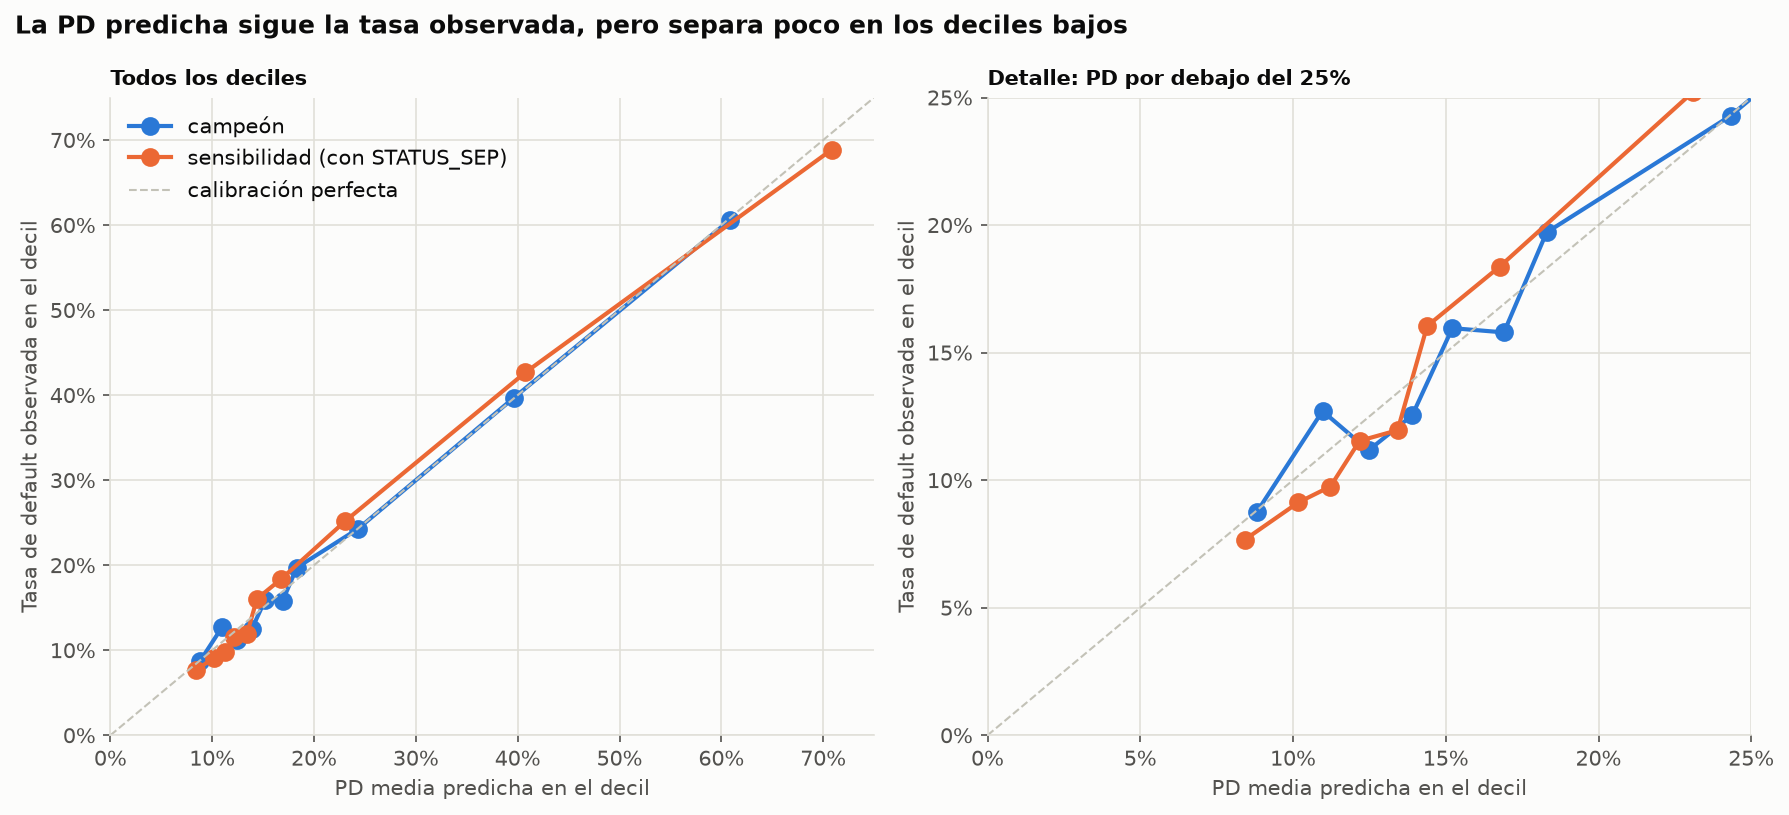 La PD predicha sigue la tasa observada, pero separa poco en los deciles bajos
Todos los deciles
campeón
sensibilidad (con STATUS_SEP)
calibración perfecta
Tasa de default observada en el decil
70%
60%
50%
40%
30%
20%
10%
0%
0% 10% 20% 30% 40% 50% 60% 70%
PD media predicha en el decil
Detalle: PD por debajo del 25%
Tasa de default observada en el decil
25%
20%
15%
10%
5%
0%
0% 5% 10% 15% 20% 25%
PD media predicha en el decil